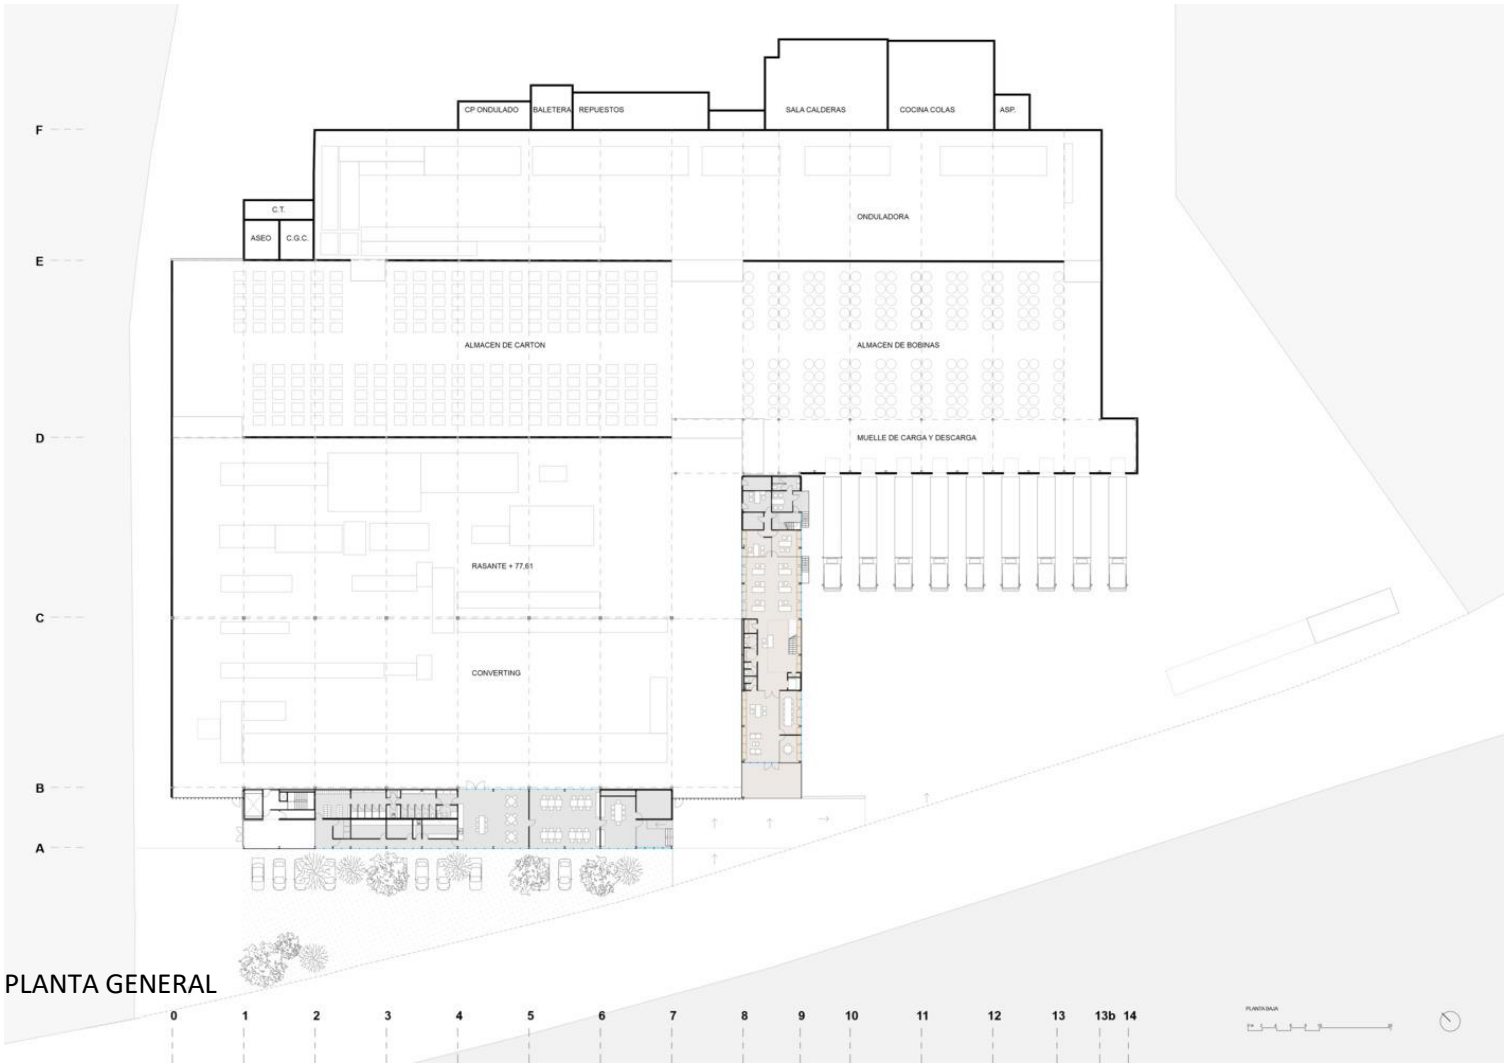 CP ONDULADO
BALETERA
REPUESTOS
SALA CALDERAS
COCINA COLAS
ASP.
F
C.T.
ONDULADORA
ASEO
C.G.C.
E
ALMACEN DE CARTON
ALMACEN DE BOBINAS
D
MUELLE DE CARGA Y DESCARGA
RASANTE + 77,61
C
CONVERTING
B
A
PLANTA GENERAL
0 1 2 3 4 5 6 7 8 9 10 11 12 13 13b 14
PLANTA BAJA